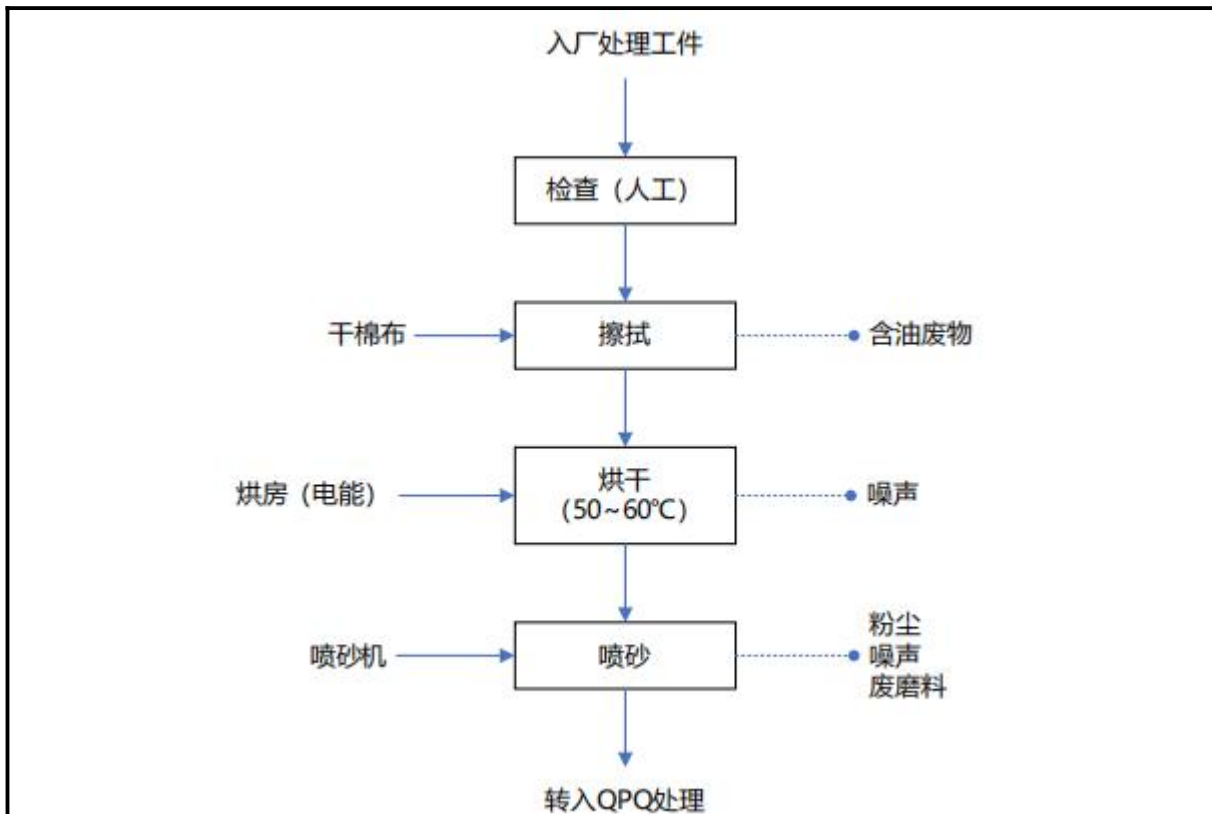 入厂处理工件
检查（人工）
干棉布
擦拭
含油废物
烘房（电能）
烘干
（50~60℃）
噪声
喷砂机
喷砂
粉尘
噪声
废磨料
转入QPQ处理